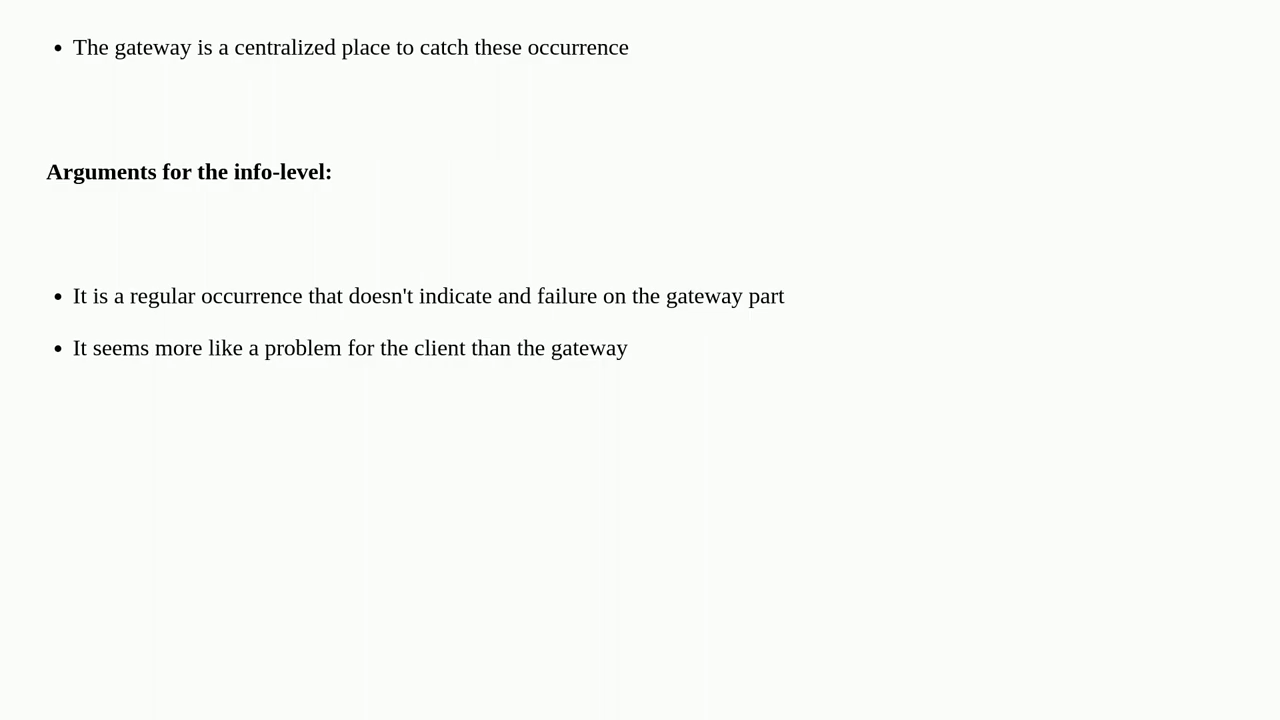 The gateway is a centralized place to catch these occurrence
Arguments for the info-level:
It is a regular occurrence that doesn't indicate and failure on the gateway part
It seems more like a problem for the client than the gateway